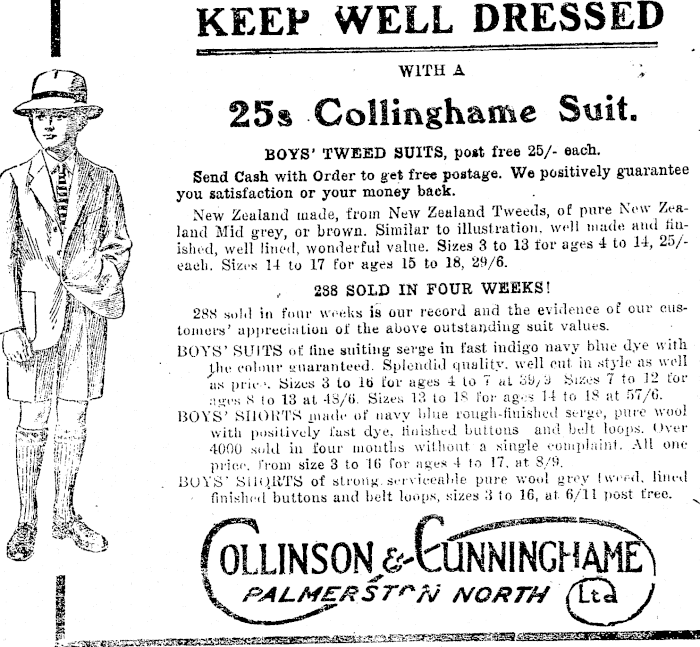 KEEP WELL DRESSED
WITH A
25s Collinghame Suit.
BOYS' TWEED SUITS, post free 25/- each.
Send Cash with Order to get free postage. We positively guarantee
you satisfaction or your money back.
New Zealand made, from New Zealand Tweeds, of pure New Zea-
land Mid grey, or brown. Similar to illustration, well made and fin-
ished, well lined, wonderful value. Sizes 3 to 13 for ages 4 to 14, 25/-
each. Sizes 14 to 17 for ages 15 to 18, 29/6.
288 SOLD IN FOUR WEEKS!
288 sold in four weeks is our record and the evidence of our cus-
tomers' appreciation of the above outstanding suit values.
BOYS' SUITS of fine suiting serge in fast indigo navy blue dye with
the colour guaranteed. Splendid quality, well cut in style as well
as price. Sizes 3 to 16 for ages 4 to 7 at 39/9 Sizes 7 to 12 for
ages 8 to 13 at 48/6. Sizes 13 to 18 for ages 14 to 18 at 57/6.
BOYS' SHORTS made of navy blue rough-finished serge, pure wool
with positively fast dye, finished buttons and belt loops. Over
4000 sold in four months without a single complaint. All one
price, from size 3 to 16 for ages 4 to 17, at 8/9.
BOYS' SHORTS of strong serviceable pure wool grey tweed, lined
finished buttons and belt loops, sizes 3 to 16, at 6/11 post free.
COLLINSON & CUNNINGHAME
PALMERSTON NORTH Ltd